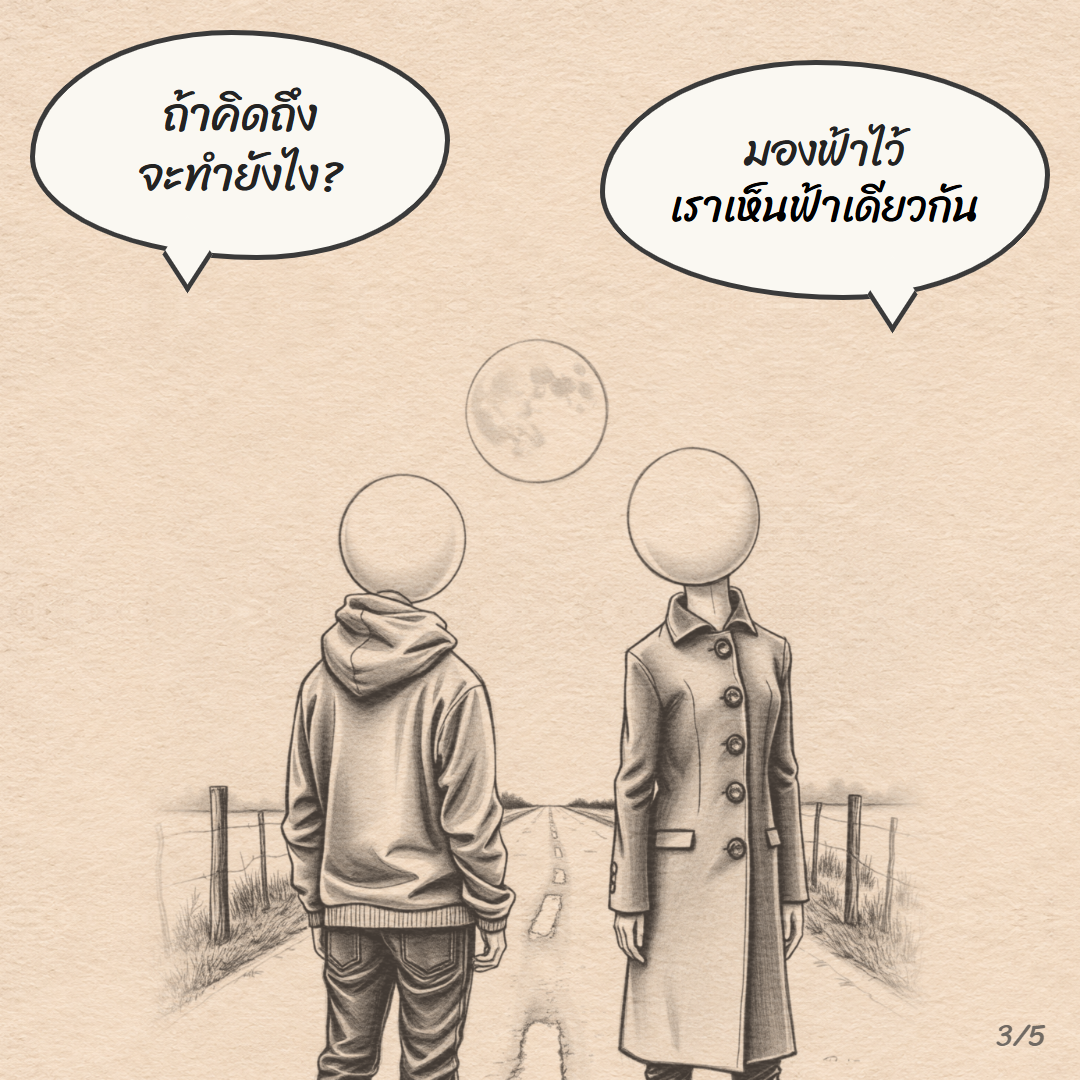 ถ้าคิดถึง
จะทำยังไง?
มองฟ้าไว้
เราเห็นฟ้าเดียวกัน
3/5